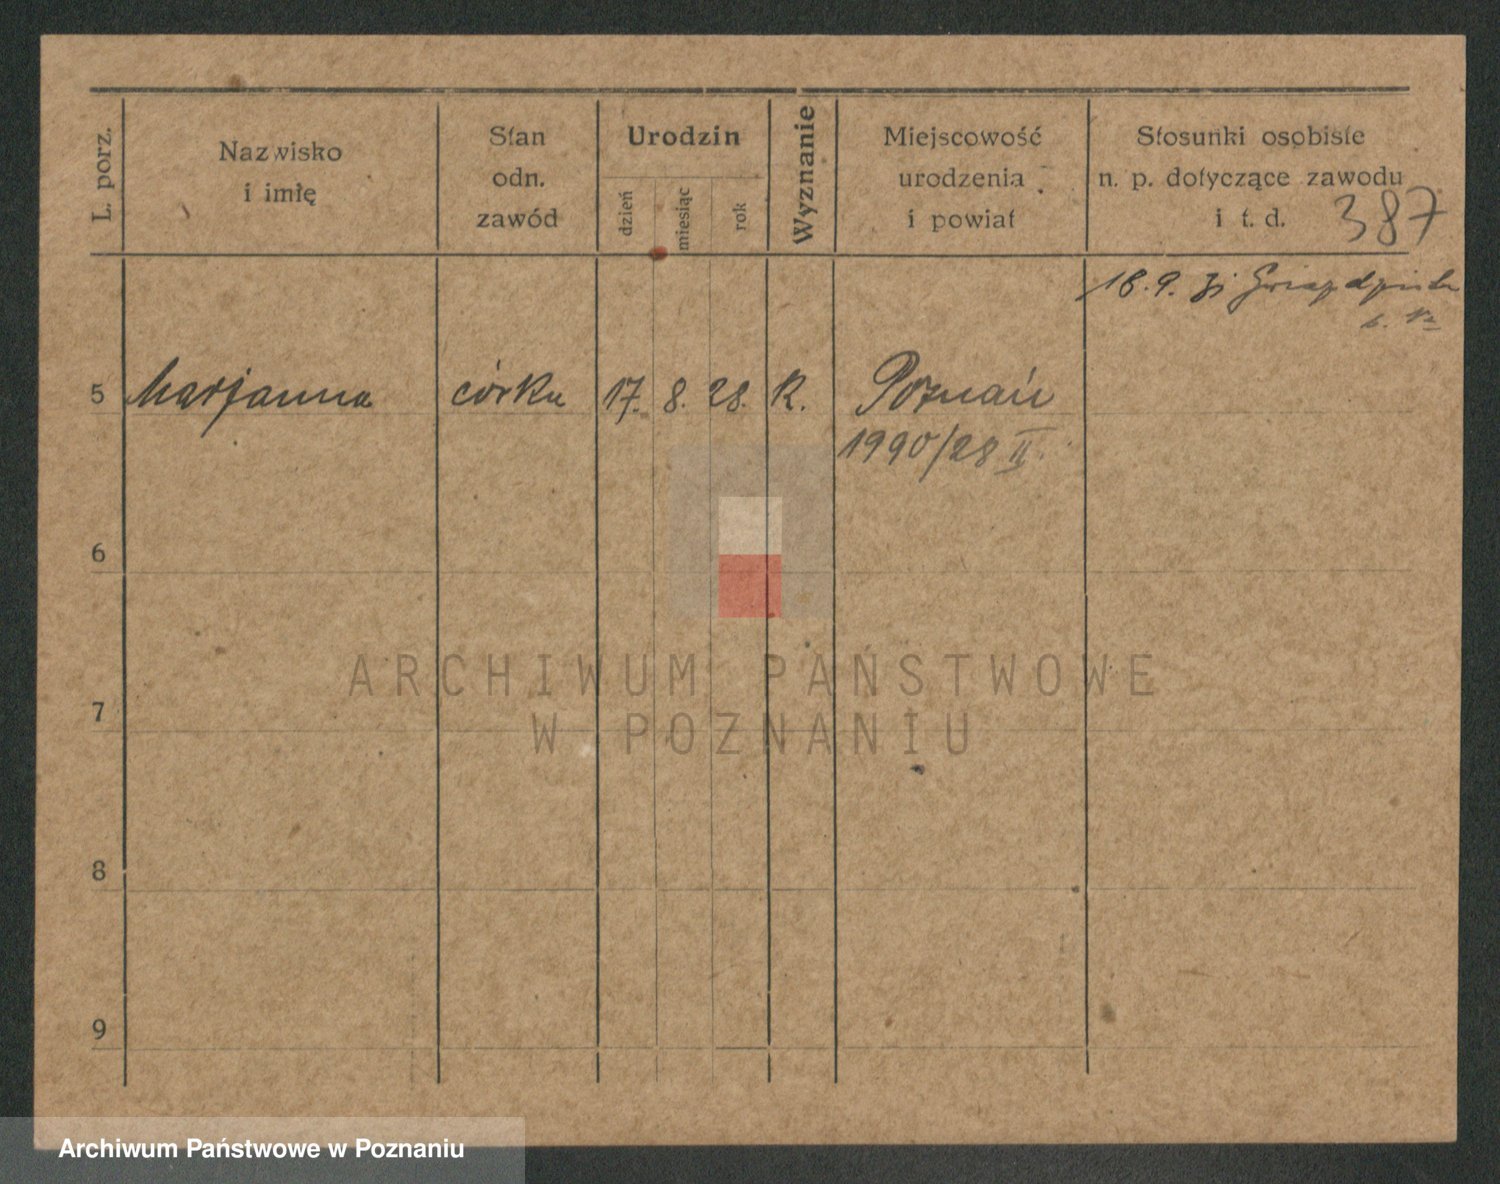 L. porz.
Nazwisko
i imię
Stan
odn.
zawód
Urodzin
dzień
miesiąc
rok
Wyznanie
Miejscowość
urodzenia
i powiat
Stosunki osobiste
n. p. dotyczące zawodu
i t. d.
387
18.9.
5 Marjanna córka 17. 8. 28. R. Poznań
1990/28 II.
6
7
8
9
ARCHIWUM PAŃSTWOWE
W POZNANIU
Archiwum Państwowe w Poznaniu